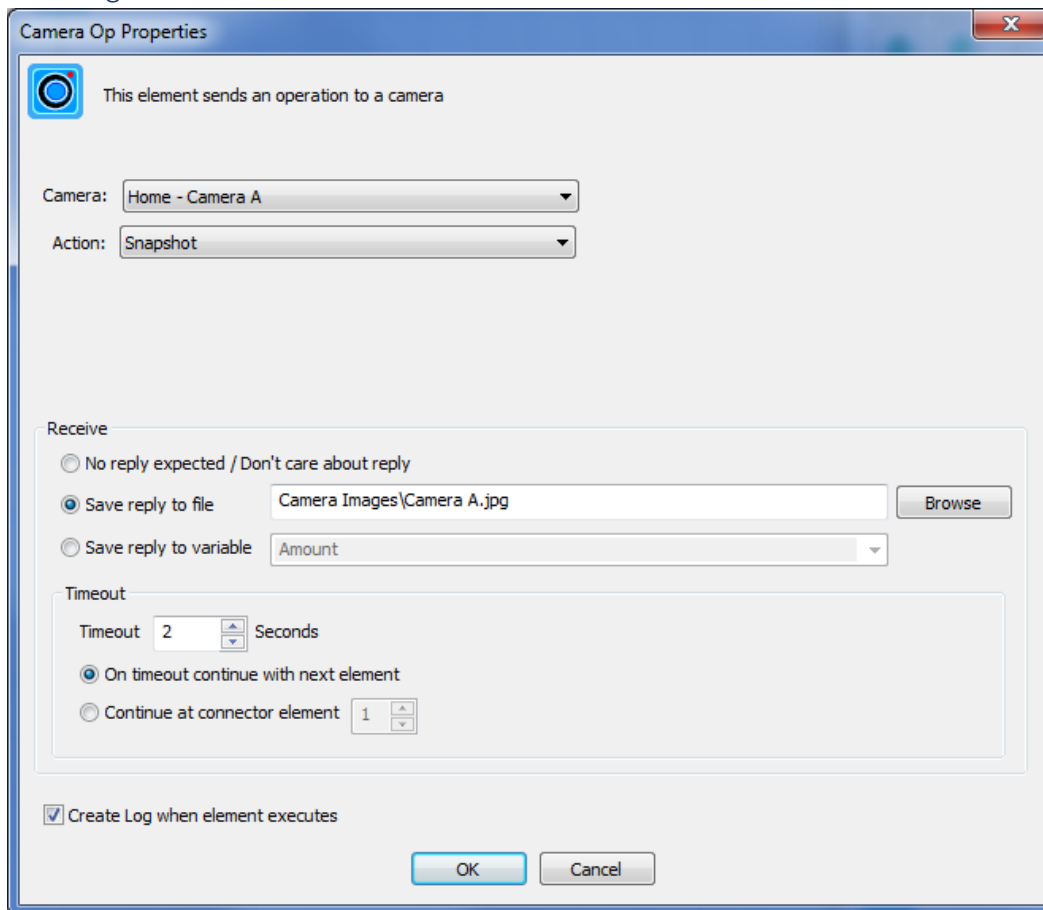 Camera Op Properties
This element sends an operation to a camera
Camera: Home - Camera A
Action: Snapshot
Receive
No reply expected / Don't care about reply
Save reply to file Camera Images\Camera A.jpg Browse
Save reply to variable Amount
Timeout
Timeout 2 Seconds
On timeout continue with next element
Continue at connector element 1
Create Log when element executes
OK Cancel